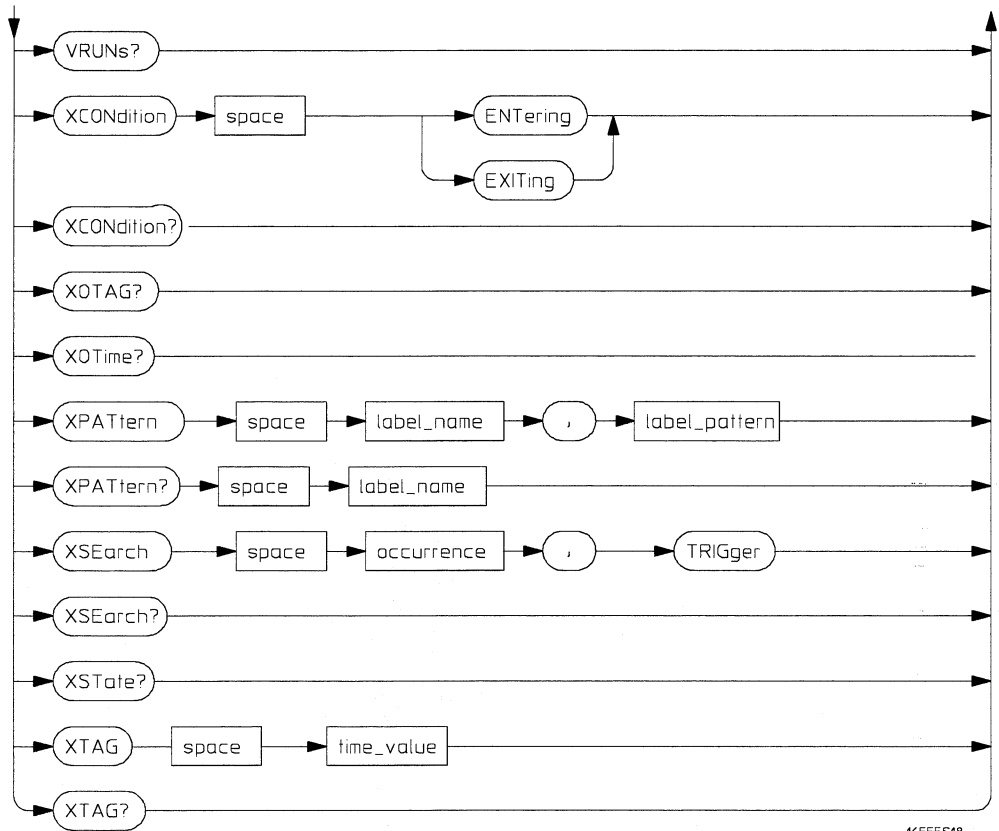 VRUNs?
XCONdition space ENTering
EXITing
XCONdition?
XOTAG?
XOTime?
XPATtern space label_name , label_pattern
XPATtern? space label_name
XSEarch space occurrence , TRIGger
XSEarch?
XSTate?
XTAG space time_value
XTAG?